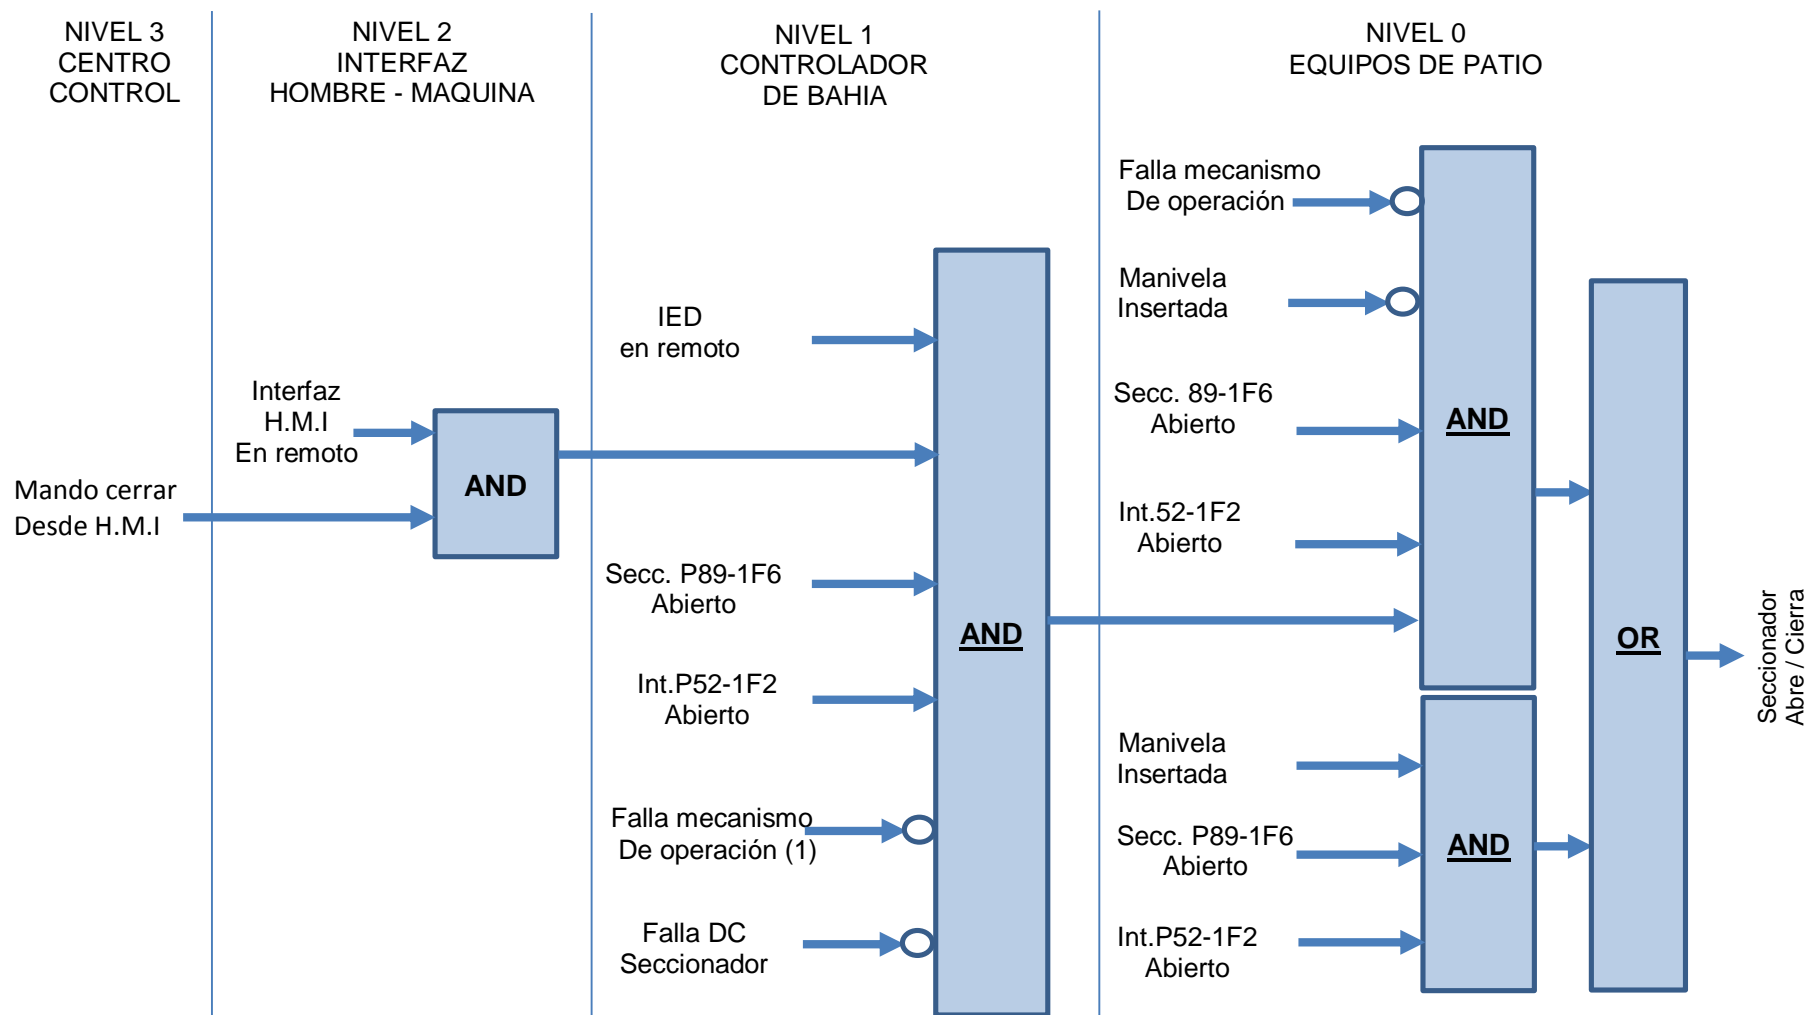 NIVEL 3
CENTRO
CONTROL
NIVEL 2
INTERFAZ
HOMBRE - MAQUINA
NIVEL 1
CONTROLADOR
DE BAHIA
NIVEL 0
EQUIPOS DE PATIO
Mando cerrar
Desde H.M.I
Interfaz
H.M.I
En remoto
AND
IED
en remoto
Secc. P89-1F6
Abierto
Int.P52-1F2
Abierto
Falla mecanismo
De operación (1)
Falla DC
Seccionador
AND
Falla mecanismo
De operación
Manivela
Insertada
Secc. 89-1F6
Abierto
Int.52-1F2
Abierto
AND
Manivela
Insertada
Secc. P89-1F6
Abierto
Int.P52-1F2
Abierto
AND
OR
Seccionador
Abre / Cierra